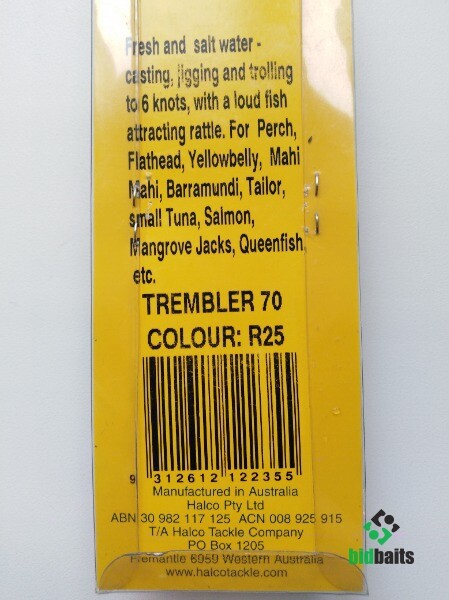 Fresh and salt water -
casting, jigging and trolling
to 6 knots, with a loud fish
attracting rattle. For Perch,
Flathead, Yellowbelly, Mahi
Mahi, Barramundi, Tailor,
small Tuna, Salmon,
Mangrove Jacks, Queenfish,
etc.
TREMBLER 70
COLOUR: R25
9 312612 122355
Manufactured in Australia
Halco Pty Ltd
ABN 30 982 117 125 ACN 008 925 915
T/A Halco Tackle Company
PO Box 1205
Fremantle 6959 Western Australia
www.halcotackle.com
bidbaits